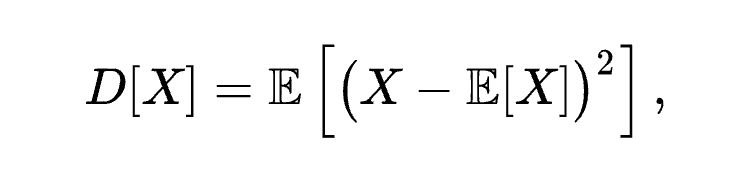 D[X] = 𝔼[(X − 𝔼[X])²],